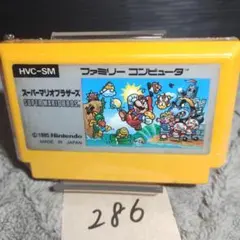 HVC-SM
ファミリー コンピュータ
スーパーマリオブラザーズ
SUPER MARIO BROS.
©1985 Nintendo
MADE IN JAPAN
286